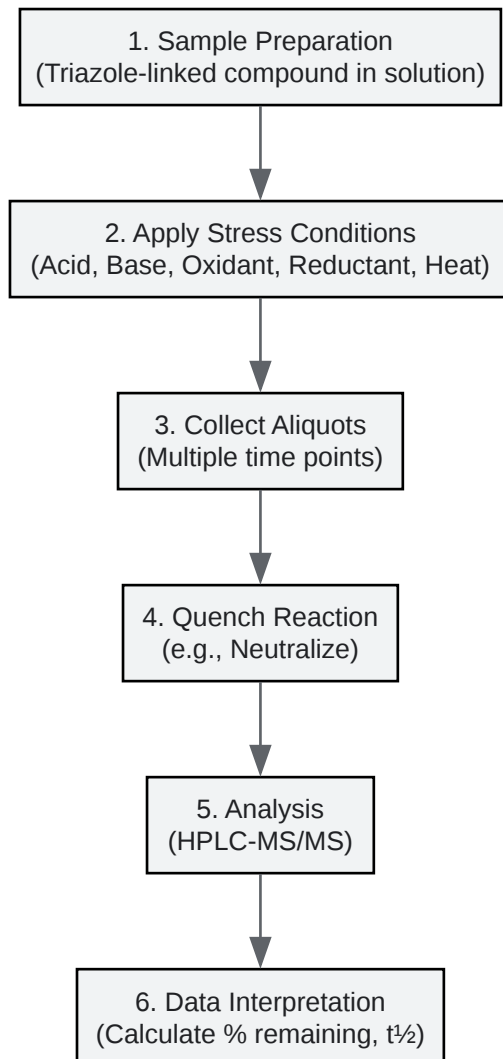 1. Sample Preparation
(Triazole-linked compound in solution)
2. Apply Stress Conditions
(Acid, Base, Oxidant, Reductant, Heat)
3. Collect Aliquots
(Multiple time points)
4. Quench Reaction
(e.g., Neutralize)
5. Analysis
(HPLC-MS/MS)
6. Data Interpretation
(Calculate % remaining, t½)